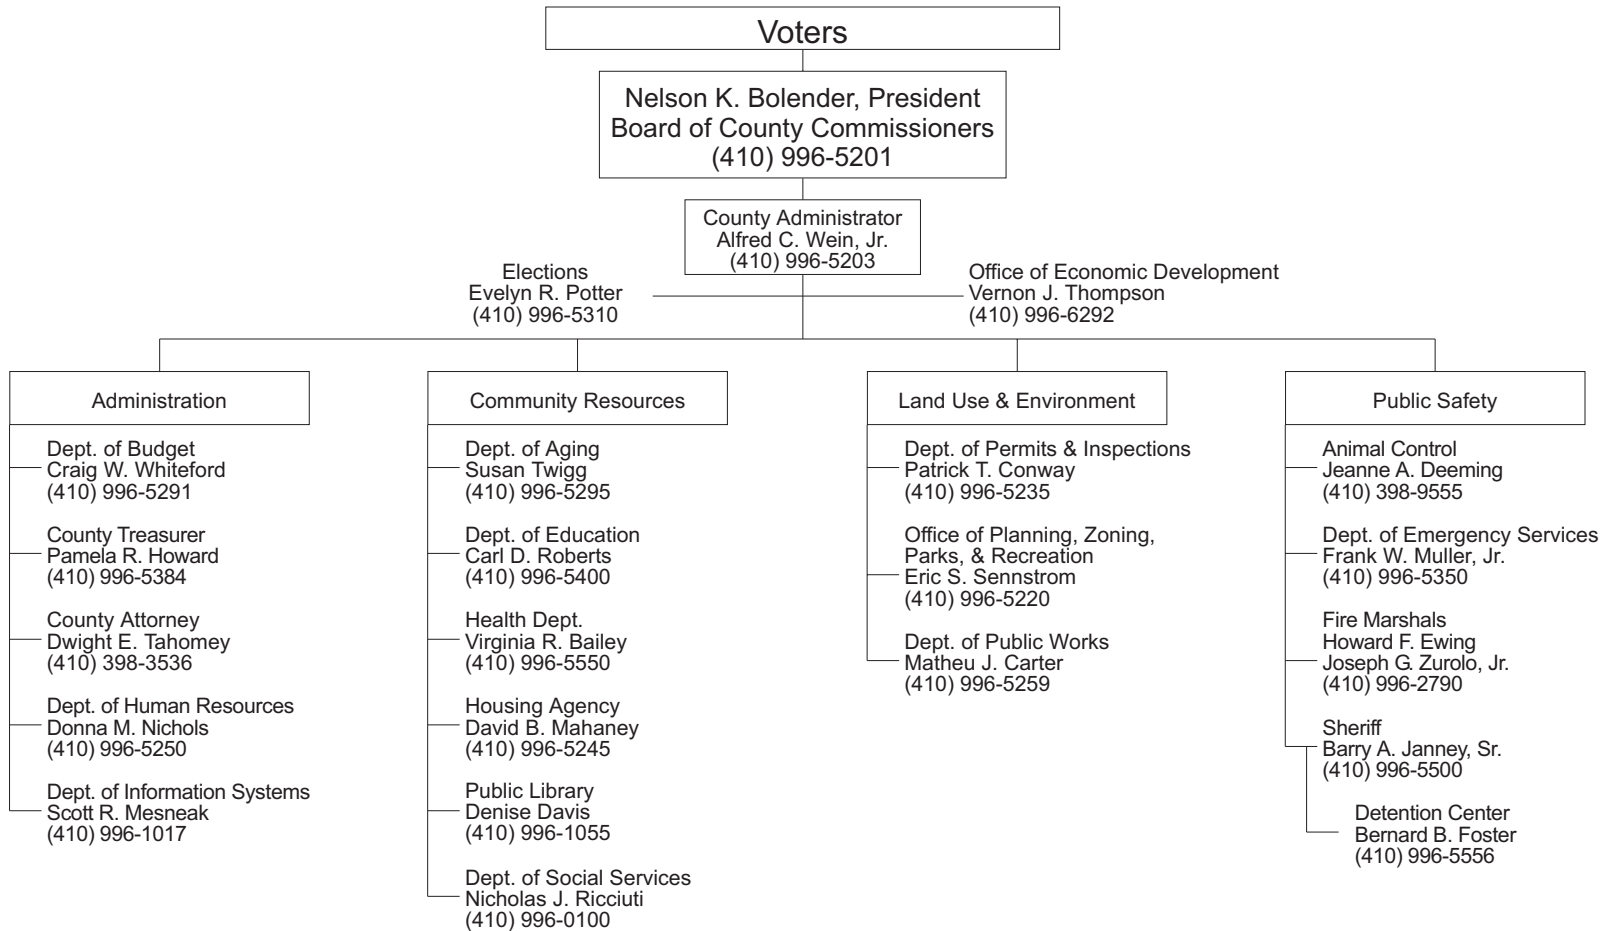 Voters
Nelson K. Bolender, President
Board of County Commissioners
(410) 996-5201
County Administrator
Alfred C. Wein, Jr.
(410) 996-5203
Elections
Evelyn R. Potter
(410) 996-5310
Office of Economic Development
Vernon J. Thompson
(410) 996-6292
Administration
Dept. of Budget
Craig W. Whiteford
(410) 996-5291
County Treasurer
Pamela R. Howard
(410) 996-5384
County Attorney
Dwight E. Tahomey
(410) 398-3536
Dept. of Human Resources
Donna M. Nichols
(410) 996-5250
Dept. of Information Systems
Scott R. Mesneak
(410) 996-1017
Community Resources
Dept. of Aging
Susan Twigg
(410) 996-5295
Dept. of Education
Carl D. Roberts
(410) 996-5400
Health Dept.
Virginia R. Bailey
(410) 996-5550
Housing Agency
David B. Mahaney
(410) 996-5245
Public Library
Denise Davis
(410) 996-1055
Dept. of Social Services
Nicholas J. Ricciuti
(410) 996-0100
Land Use & Environment
Dept. of Permits & Inspections
Patrick T. Conway
(410) 996-5235
Office of Planning, Zoning,
Parks, & Recreation
Eric S. Sennstrom
(410) 996-5220
Dept. of Public Works
Matheu J. Carter
(410) 996-5259
Public Safety
Animal Control
Jeanne A. Deeming
(410) 398-9555
Dept. of Emergency Services
Frank W. Muller, Jr.
(410) 996-5350
Fire Marshals
Howard F. Ewing
Joseph G. Zurolo, Jr.
(410) 996-2790
Sheriff
Barry A. Janney, Sr.
(410) 996-5500
Detention Center
Bernard B. Foster
(410) 996-5556